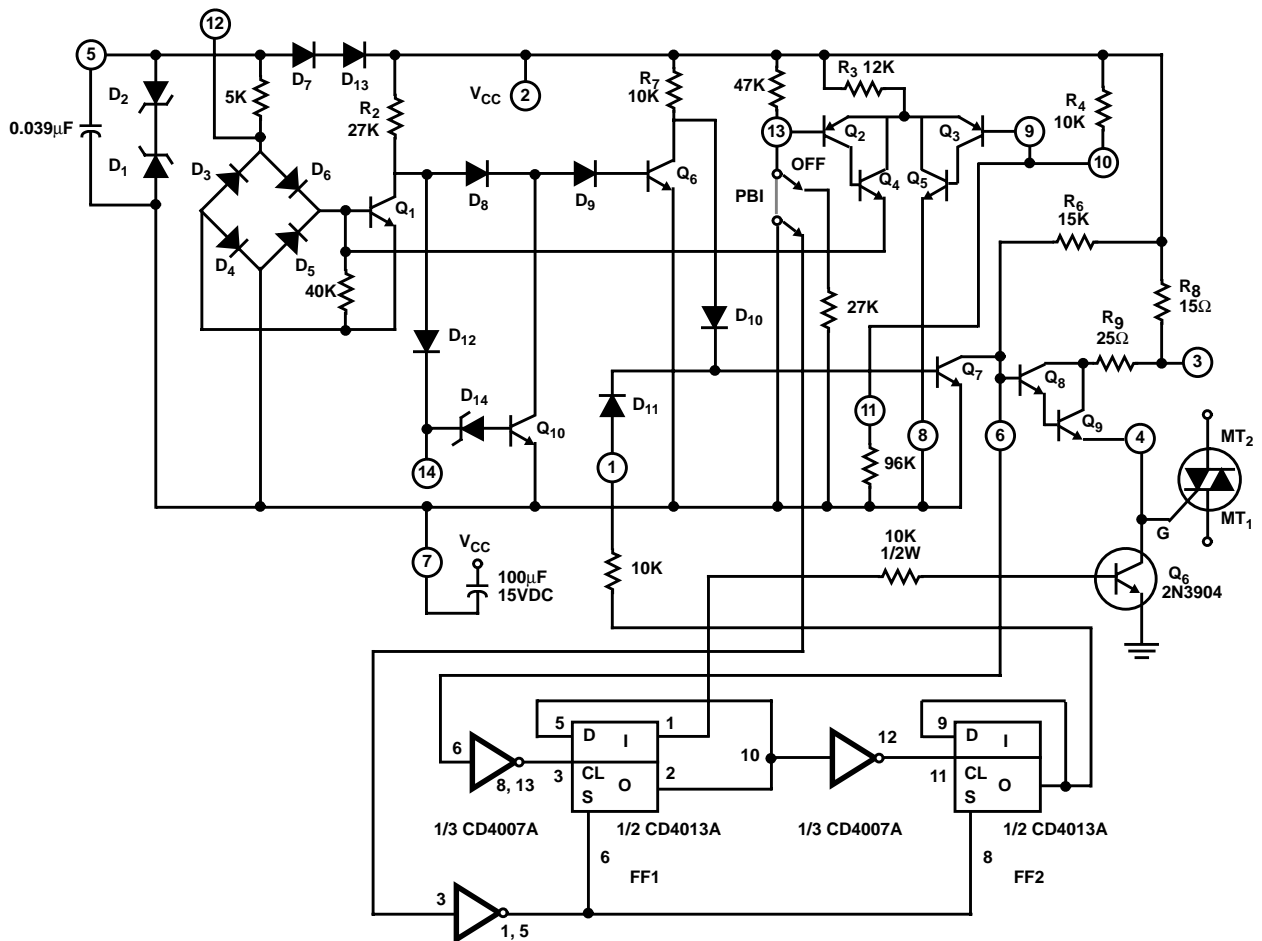 12
5
D7
D13
VCC 2
R2
27K
5K
D2
D1
0.039μF
D3
D6
D4
D5
40K
Q1
D8
D9
Q6
R7
10K
47K
13
OFF
PBI
R3 12K
Q2
Q3
Q4
Q5
9
10
R4
10K
R6
15K
R8
15Ω
R9
25Ω
3
27K
D10
D11
D12
D14
Q10
14
1
11
96K
8
6
Q7
Q8
Q9
4
MT2
MT1
G
7
VCC
100μF
15VDC
10K
10K
1/2W
Q6
2N3904
6
8, 13
1/3 CD4007A
5
D
I
1
3
CL
S
O
2
1/2 CD4013A
6
FF1
10
12
1/3 CD4007A
9
D
I
11
CL
S
O
1/2 CD4013A
8
FF2
3
1, 5